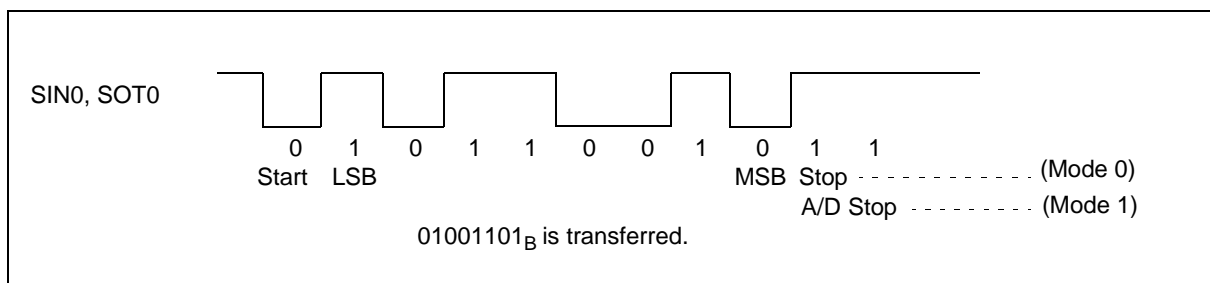 SIN0, SOT0
0 1 0 1 1 0 0 1 0 1 1
Start LSB MSB Stop (Mode 0)
A/D Stop (Mode 1)
01001101B is transferred.